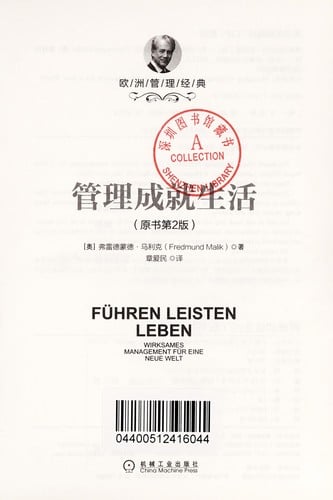 欧洲管理经典
深圳图书馆藏书
A
COLLECTION
SHENZHEN LIBRARY
管理成就生活
（原书第2版）
［奥］弗雷德蒙德·马利克（Fredmund Malik）◎著
章爱民◎译
FÜHREN LEISTEN
LEBEN
WIRKSAMES
MANAGEMENT FÜR EINE
NEUE WELT
04400512416044
机械工业出版社
China Machine Press